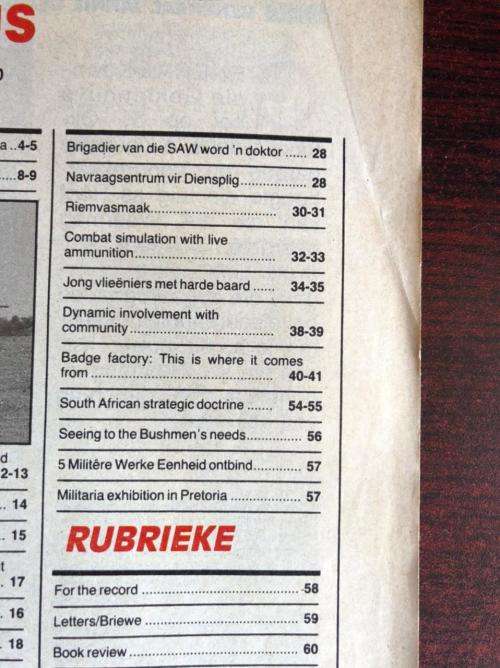 us
a ..4-5
...8-9
d
2-13
.. 14
. 15
t
. 17
. 16
. 18
Brigadier van die SAW word 'n doktor ...... 28
Navraagsentrum vir Diensplig................... 28
Riemvasmaak................................... 30-31
Combat simulation with live
ammunition....................................... 32-33
Jong vlieëniers met harde baard ...... 34-35
Dynamic involvement with
community........................................ 38-39
Badge factory: This is where it comes
from .................................................. 40-41
South African strategic doctrine ....... 54-55
Seeing to the Bushmen's needs............... 56
5 Militêre Werke Eenheid ontbind............. 57
Militaria exhibition in Pretoria ................... 57
RUBRIEKE
For the record ........................................... 58
Letters/Briewe .......................................... 59
Book review .............................................. 60